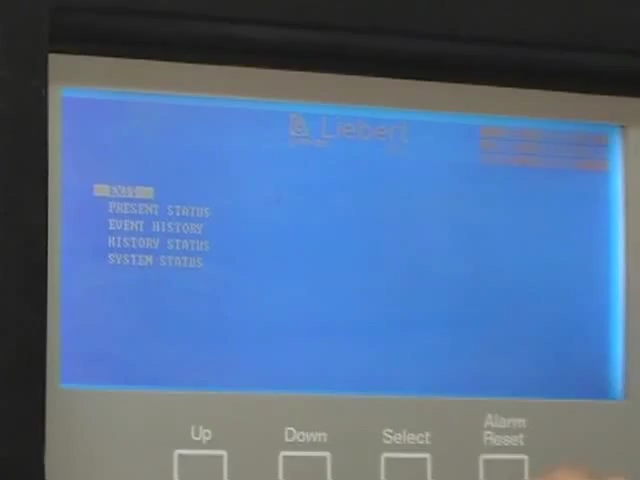 Liebert
EXIT
PRESENT STATUS
EVENT HISTORY
HISTORY STATUS
SYSTEM STATUS
Up
Down
Select
Alarm
Reset